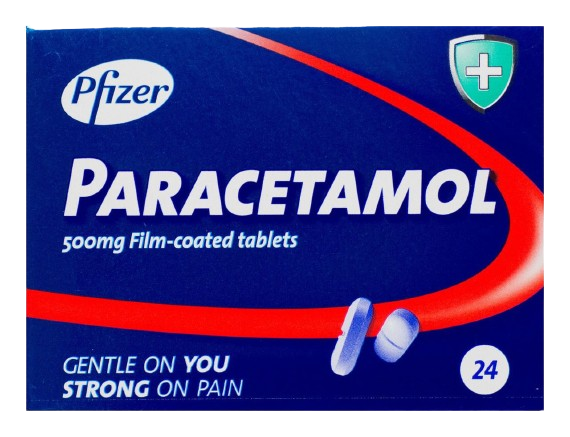 Pfizer
PARACETAMOL
500mg Film-coated tablets
GENTLE ON YOU
STRONG ON PAIN
24